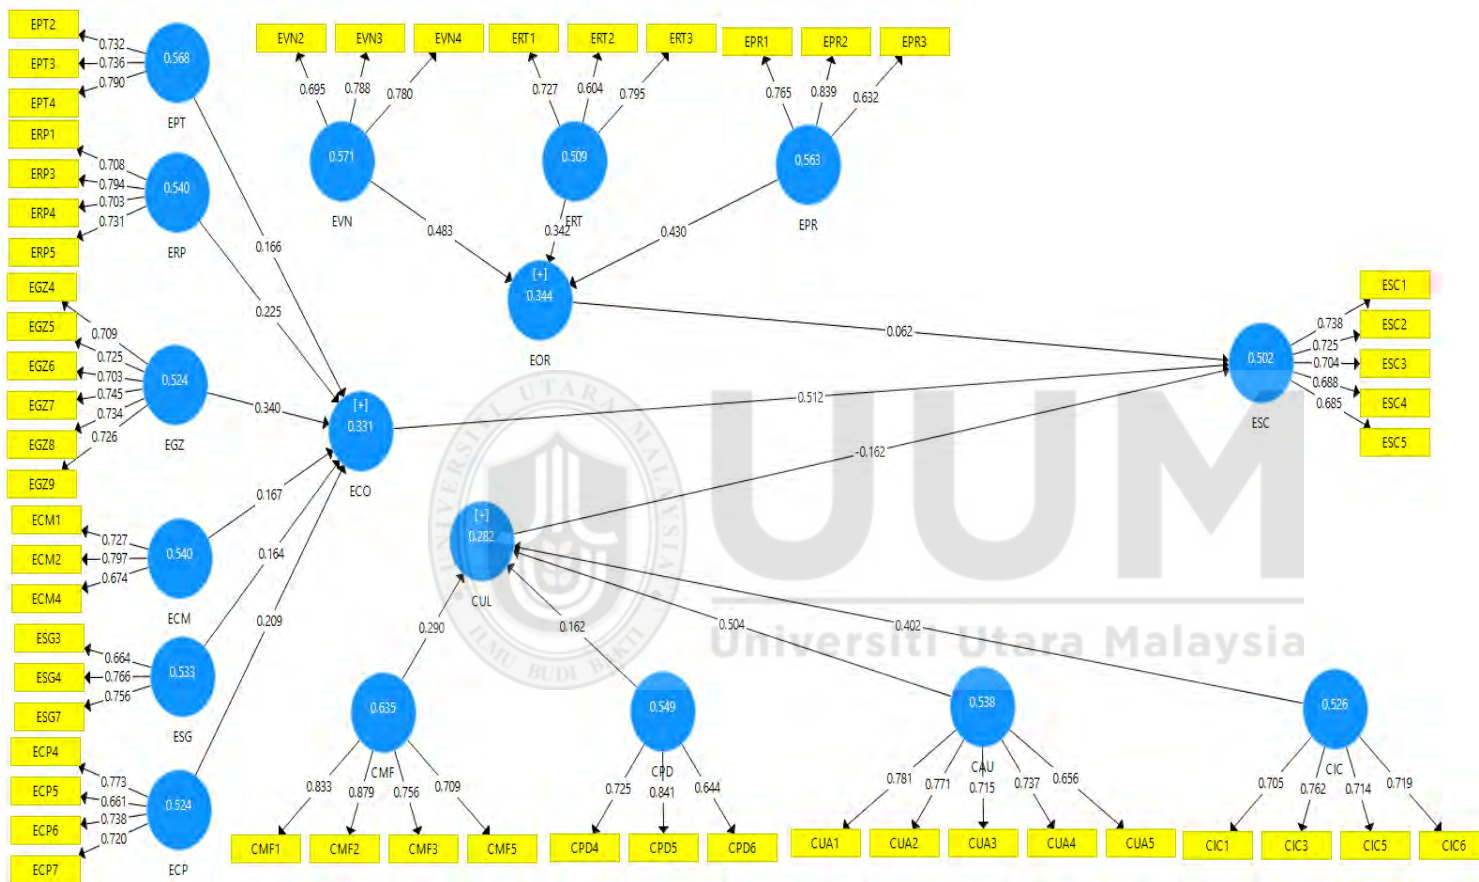 EPT2
EPT3
EPT4
0.732
0.736
0.790
0.568
EPT
ERP1
ERP3
ERP4
ERP5
0.708
0.794
0.703
0.731
0.540
ERP
EGZ4
EGZ5
EGZ6
EGZ7
EGZ8
EGZ9
0.709
0.725
0.703
0.745
0.734
0.726
0.524
EGZ
ECM1
ECM2
ECM4
0.727
0.797
0.674
0.540
ECM
ESG3
ESG4
ESG7
0.664
0.766
0.756
0.533
ESG
ECP4
ECP5
ECP6
ECP7
0.773
0.661
0.738
0.720
0.524
ECP
0.166
0.225
0.340
0.167
0.164
0.209
[+]
0.331
ECO
EVN2
EVN3
EVN4
0.695
0.788
0.780
0.571
EVN
ERT1
ERT2
ERT3
0.727
0.604
0.795
0.509
ERT
EPR1
EPR2
EPR3
0.765
0.839
0.632
0.563
EPR
0.483
0.342
0.430
[+]
0.344
EOR
0.062
0.512
-0.162
0.502
ESC
0.738
0.725
0.704
0.688
0.685
ESC1
ESC2
ESC3
ESC4
ESC5
[+]
0.282
CUL
0.290
0.162
0.504
0.402
0.635
CMF
0.833
0.879
0.756
0.709
CMF1
CMF2
CMF3
CMF5
0.549
CPD
0.725
0.841
0.644
CPD4
CPD5
CPD6
0.538
CAU
0.781
0.771
0.715
0.737
0.656
CUA1
CUA2
CUA3
CUA4
CUA5
0.526
CIC
0.705
0.762
0.714
0.719
CIC1
CIC3
CIC5
CIC6
UNIVERSITI UTARA MALAYSIA
ILMU BUDI BAKTI
UUM
Universiti Utara Malaysia